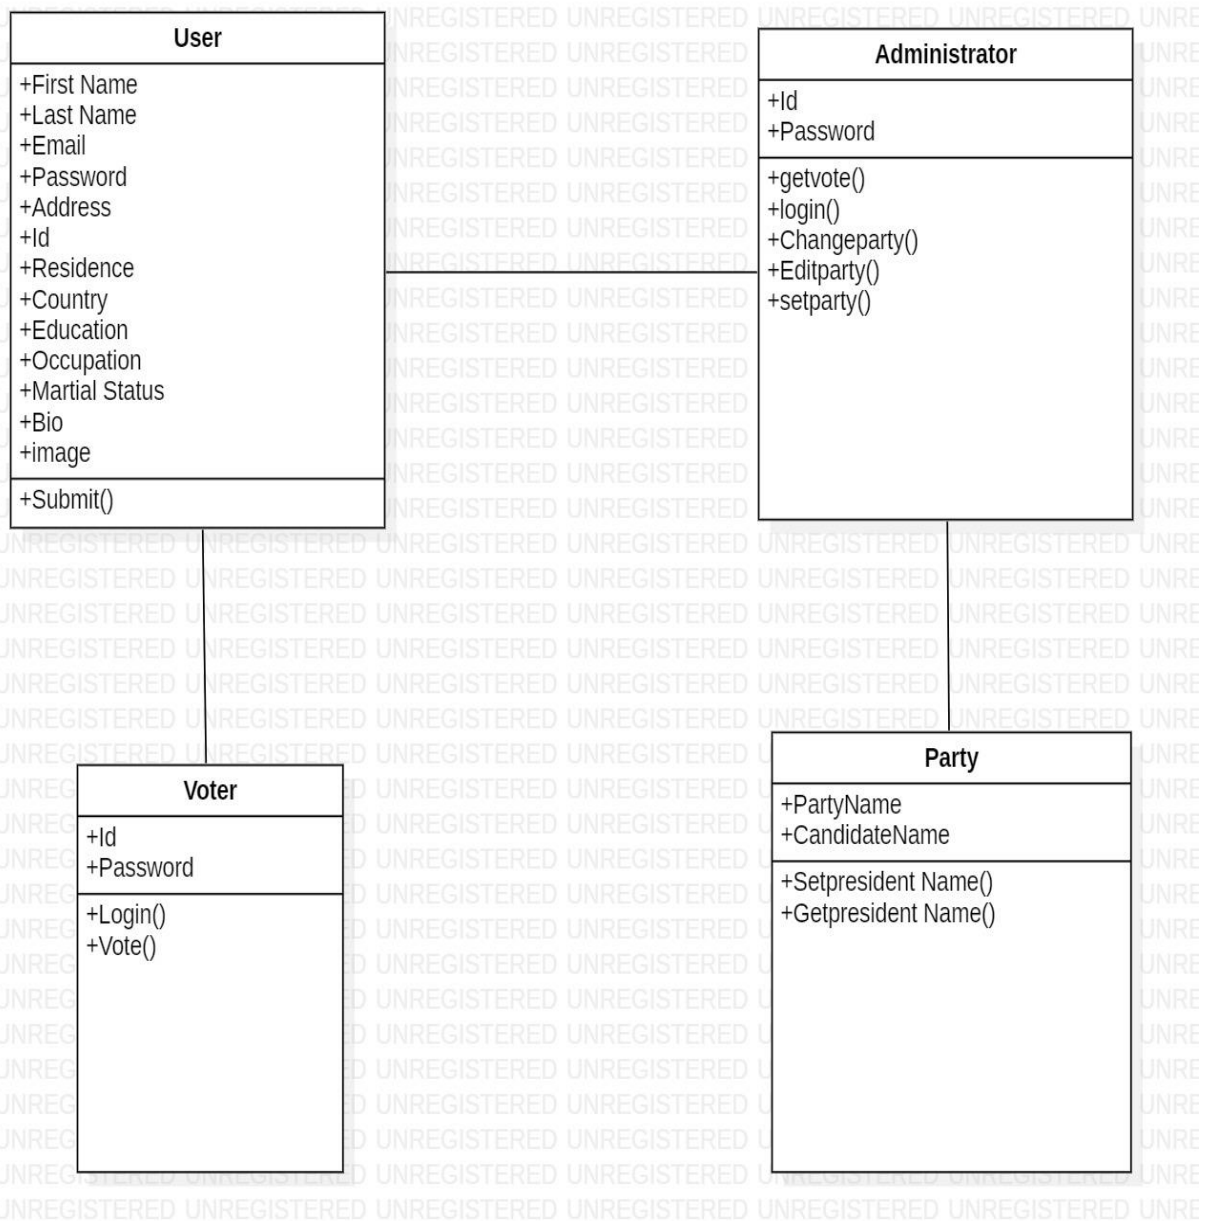 User
+First Name
+Last Name
+Email
+Password
+Address
+Id
+Residence
+Country
+Education
+Occupation
+Martial Status
+Bio
+image
+Submit()
Administrator
+Id
+Password
+getvote()
+login()
+Changeparty()
+Editparty()
+setparty()
Voter
+Id
+Password
+Login()
+Vote()
Party
+PartyName
+CandidateName
+Setpresident Name()
+Getpresident Name()
UNREGISTERED